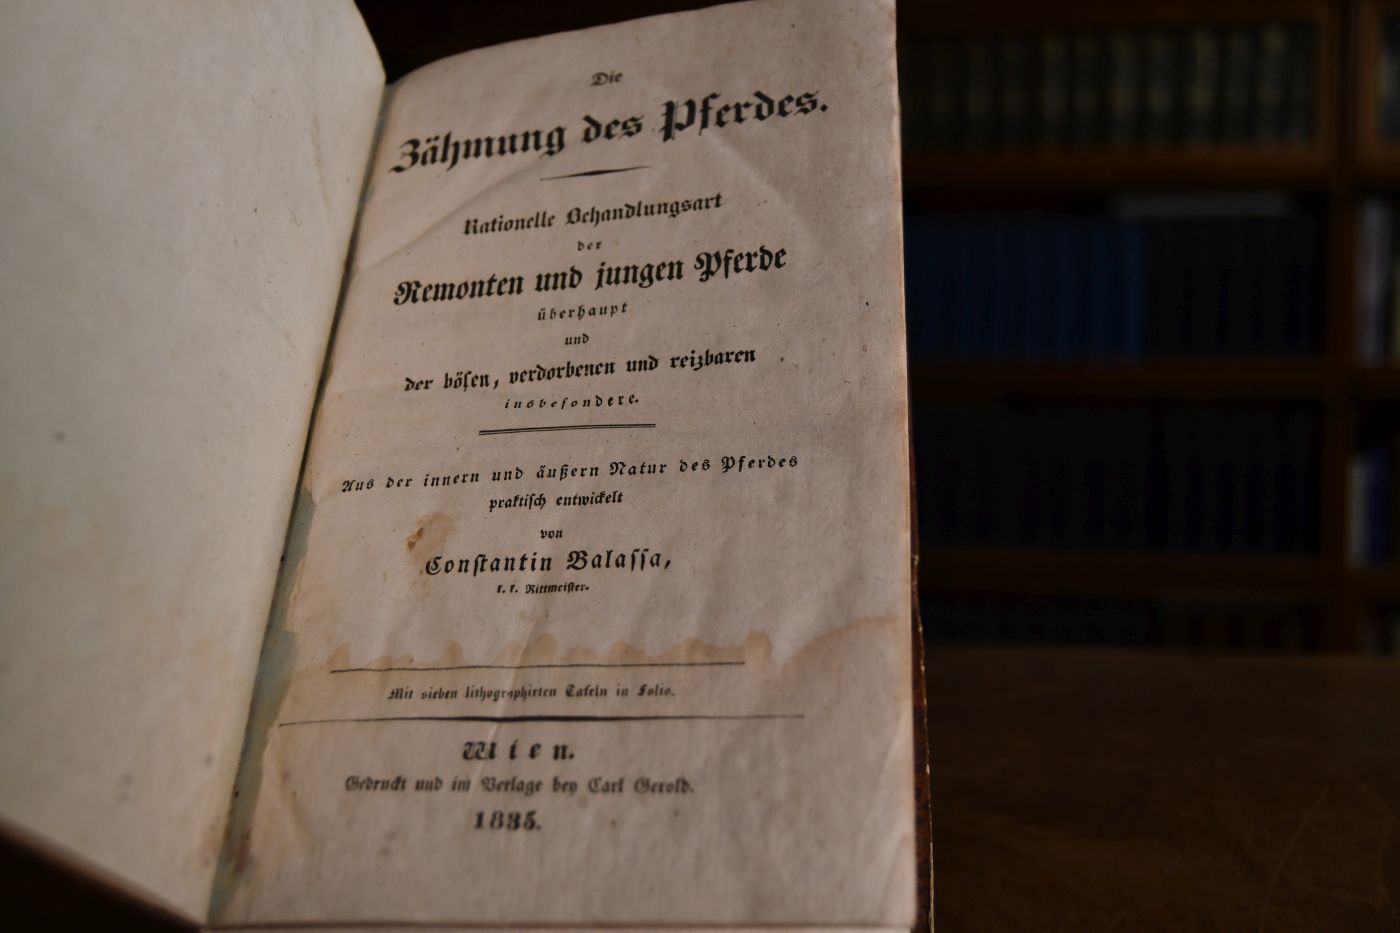 Die
Zähmung des Pferdes.
Rationelle Behandlungsart
der
Remonten und jungen Pferde
überhaupt
und
der bösen, verdorbenen und reizbaren
insbesondere.
Aus der innern und äußern Natur des Pferdes
praktisch entwickelt
von
Constantin Balassa,
k. k. Rittmeister.
Mit sieben lithographirten Tafeln in Folio.
Wien.
Gedruckt und im Verlage bey Carl Gerold.
1835.